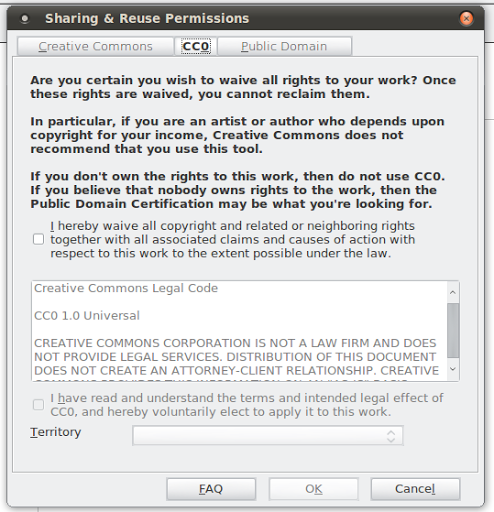 Sharing & Reuse Permissions
Creative Commons
CC0
Public Domain
Are you certain you wish to waive all rights to your work? Once
these rights are waived, you cannot reclaim them.
In particular, if you are an artist or author who depends upon
copyright for your income, Creative Commons does not
recommend that you use this tool.
If you don't own the rights to this work, then do not use CC0.
If you believe that nobody owns rights to the work, then the
Public Domain Certification may be what you're looking for.
I hereby waive all copyright and related or neighboring rights
together with all associated claims and causes of action with
respect to this work to the extent possible under the law.
Creative Commons Legal Code
CC0 1.0 Universal
CREATIVE COMMONS CORPORATION IS NOT A LAW FIRM AND DOES
NOT PROVIDE LEGAL SERVICES. DISTRIBUTION OF THIS DOCUMENT
DOES NOT CREATE AN ATTORNEY-CLIENT RELATIONSHIP. CREATIVE
I have read and understand the terms and intended legal effect of
CC0, and hereby voluntarily elect to apply it to this work.
Territory
FAQ
OK
Cancel